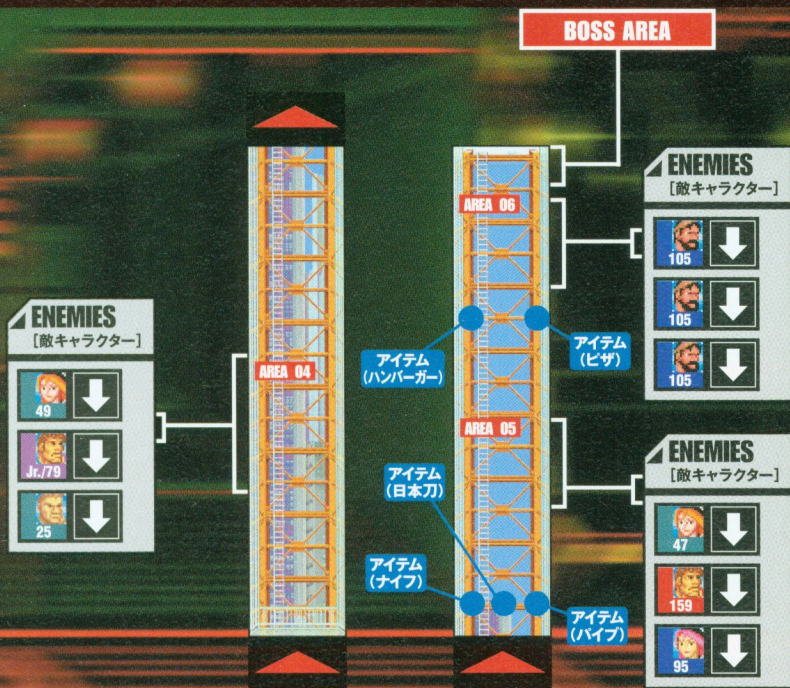 BOSS AREA
ENEMIES
[敵キャラクター]
105
105
105
AREA 06
アイテム
(ハンバーガー)
アイテム
(ピザ)
ENEMIES
[敵キャラクター]
49
Jr./79
25
AREA 04
AREA 05
アイテム
(日本刀)
アイテム
(ナイフ)
アイテム
(パイプ)
ENEMIES
[敵キャラクター]
47
159
95